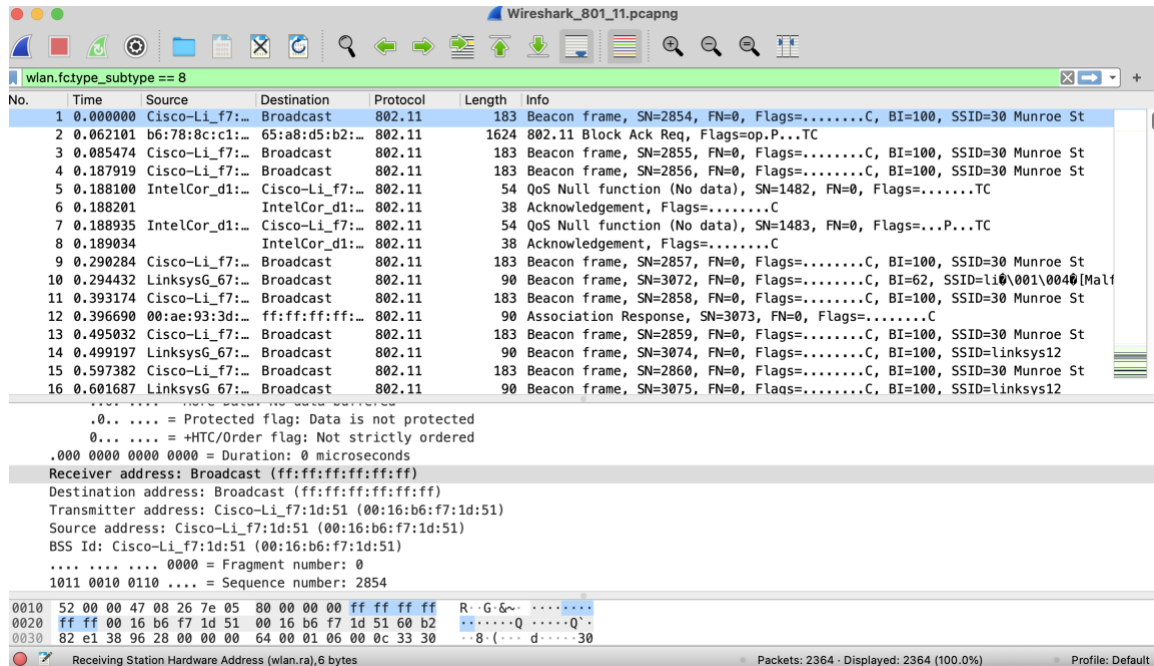 Wireshark_801_11.pcapng
wlan.fc.type_subtype == 8
No. Time Source Destination Protocol Length Info
1 0.000000 Cisco-Li_f7:… Broadcast 802.11 183 Beacon frame, SN=2854, FN=0, Flags=........C, BI=100, SSID=30 Munroe St
2 0.062101 b6:78:8c:c1:… 65:a8:d5:b2:… 802.11 1624 802.11 Block Ack Req, Flags=op.P...TC
3 0.085474 Cisco-Li_f7:… Broadcast 802.11 183 Beacon frame, SN=2855, FN=0, Flags=........C, BI=100, SSID=30 Munroe St
4 0.187919 Cisco-Li_f7:… Broadcast 802.11 183 Beacon frame, SN=2856, FN=0, Flags=........C, BI=100, SSID=30 Munroe St
5 0.188100 IntelCor_d1:… Cisco-Li_f7:… 802.11 54 QoS Null function (No data), SN=1482, FN=0, Flags=.......TC
6 0.188201 IntelCor_d1:… 802.11 38 Acknowledgement, Flags=........C
7 0.188935 IntelCor_d1:… Cisco-Li_f7:… 802.11 54 QoS Null function (No data), SN=1483, FN=0, Flags=...P...TC
8 0.189034 IntelCor_d1:… 802.11 38 Acknowledgement, Flags=........C
9 0.290284 Cisco-Li_f7:… Broadcast 802.11 183 Beacon frame, SN=2857, FN=0, Flags=........C, BI=100, SSID=30 Munroe St
10 0.294432 LinksysG_67:… Broadcast 802.11 90 Beacon frame, SN=3072, FN=0, Flags=........C, BI=62, SSID=li�\001\004�[Malf
11 0.393174 Cisco-Li_f7:… Broadcast 802.11 183 Beacon frame, SN=2858, FN=0, Flags=........C, BI=100, SSID=30 Munroe St
12 0.396690 00:ae:93:3d:… ff:ff:ff:ff:… 802.11 90 Association Response, SN=3073, FN=0, Flags=........C
13 0.495032 Cisco-Li_f7:… Broadcast 802.11 183 Beacon frame, SN=2859, FN=0, Flags=........C, BI=100, SSID=30 Munroe St
14 0.499197 LinksysG_67:… Broadcast 802.11 90 Beacon frame, SN=3074, FN=0, Flags=........C, BI=100, SSID=linksys12
15 0.597382 Cisco-Li_f7:… Broadcast 802.11 183 Beacon frame, SN=2860, FN=0, Flags=........C, BI=100, SSID=30 Munroe St
16 0.601687 LinksysG_67:… Broadcast 802.11 90 Beacon frame, SN=3075, FN=0, Flags=........C, BI=100, SSID=linksys12
..0. .... = More Data: No data buffered
.0.. .... = Protected flag: Data is not protected
0... .... = +HTC/Order flag: Not strictly ordered
.000 0000 0000 0000 = Duration: 0 microseconds
Receiver address: Broadcast (ff:ff:ff:ff:ff:ff)
Destination address: Broadcast (ff:ff:ff:ff:ff:ff)
Transmitter address: Cisco-Li_f7:1d:51 (00:16:b6:f7:1d:51)
Source address: Cisco-Li_f7:1d:51 (00:16:b6:f7:1d:51)
BSS Id: Cisco-Li_f7:1d:51 (00:16:b6:f7:1d:51)
.... .... .... 0000 = Fragment number: 0
1011 0010 0110 .... = Sequence number: 2854
0010 52 00 00 47 08 26 7e 05 80 00 00 00 ff ff ff ff R··G·&~· ········
0020 ff ff 00 16 b6 f7 1d 51 00 16 b6 f7 1d 51 60 b2 ·······Q ·····Q`·
0030 82 e1 38 96 28 00 00 00 64 00 01 06 00 0c 33 30 ··8·(··· d·····30
Receiving Station Hardware Address (wlan.ra), 6 bytes Packets: 2364 · Displayed: 2364 (100.0%) Profile: Default